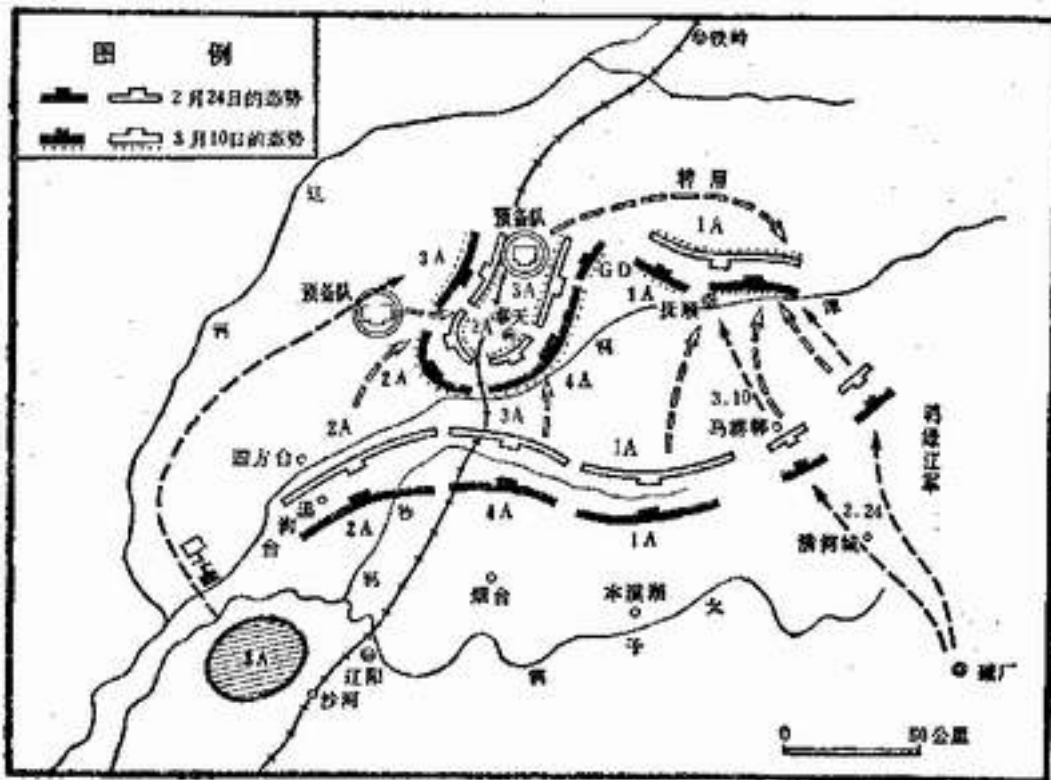 图 例
2月24日的态势
3月10日的态势
铁岭
转用
辽
河
预备队
1A
3A
GD
预备队
3A
1A
抚顺
浑
2A
奉天
河
2A
4A
3.10
马群郸
3A
2A
1A
四方台
鸭绿江军
沙
2A
4A
1A
2.24
清河城
黑
沟
台
河
烟台
本溪湖
太
子
河
3A
辽阳
沙河
碱厂
0 50公里